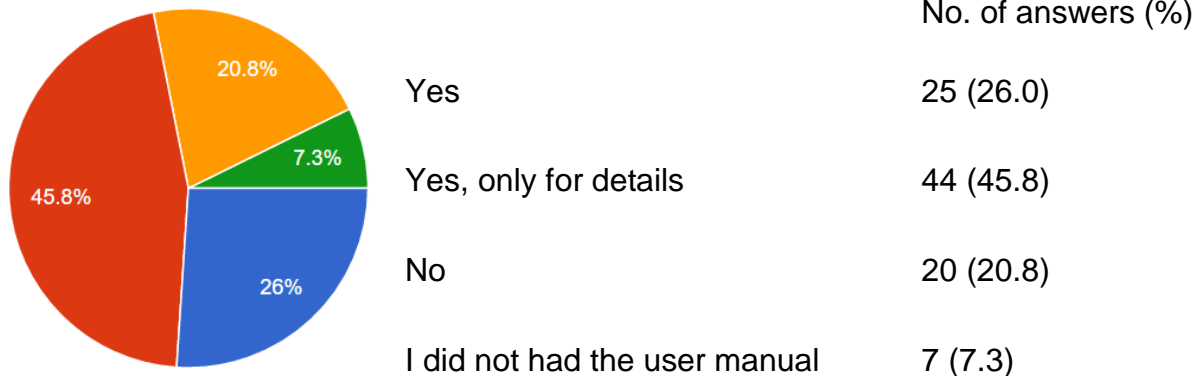 No. of answers (%)
20.8%
Yes 25 (26.0)
7.3%
Yes, only for details 44 (45.8)
45.8%
No 20 (20.8)
26%
I did not had the user manual 7 (7.3)